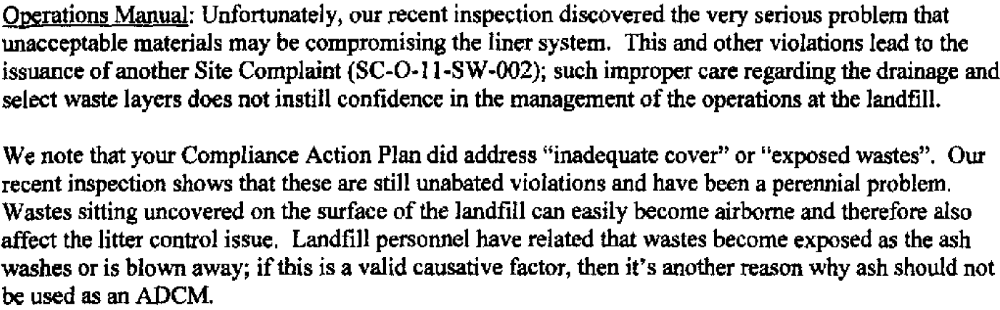 Operations Manual: Unfortunately, our recent inspection discovered the very serious problem that
unacceptable materials may be compromising the liner system. This and other violations lead to the
issuance of another Site Complaint (SC-O-11-SW-002); such improper care regarding the drainage and
select waste layers does not instill confidence in the management of the operations at the landfill.
We note that your Compliance Action Plan did address “inadequate cover” or “exposed wastes”. Our
recent inspection shows that these are still unabated violations and have been a perennial problem.
Wastes sitting uncovered on the surface of the landfill can easily become airborne and therefore also
affect the litter control issue. Landfill personnel have related that wastes become exposed as the ash
washes or is blown away; if this is a valid causative factor, then it's another reason why ash should not
be used as an ADCM.